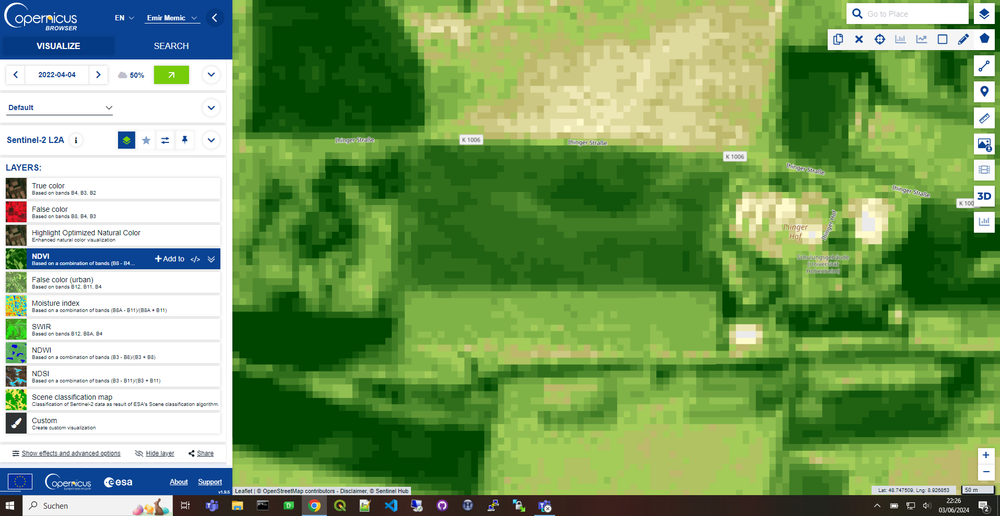 Copernicus
BROWSER
EN
Emir Memic
VISUALIZE
SEARCH
2022-04-04
50%
Default
Sentinel-2 L2A
i
LAYERS:
True color
Based on bands B4, B3, B2
False color
Based on bands B8, B4, B3
Highlight Optimized Natural Color
Enhanced natural color visualization
NDVI
Based on a combination of bands (B8 - B4...
Add to
</>
False color (urban)
Based on bands B12, B11, B4
Moisture index
Based on a combination of bands (B8A - B11)/(B8A + B11)
SWIR
Based on bands B12, B8A, B4
NDWI
Based on a combination of bands (B3 - B8)/(B3 + B8)
NDSI
Based on a combination of bands (B3 - B11)/(B3 + B11)
Scene classification map
Classification of Sentinel-2 data as result of ESA's Scene classification algorithm.
Custom
Create custom visualization
Show effects and advanced options
Hide layer
Share
Copernicus
Europe's eyes on Earth
esa
About
Support
v1.9.5
Go to Place
3D
Ihinger Straße
K 1006
Ihinger Straße
K 1006
Ihinger Straße
Ihinger Straße
K 100
Ihinger Hof
Ihinger
Hof
Schulungsgebäude
(Universität
Hohenheim)
Leaflet | © OpenStreetMap contributors - Disclaimer, © Sentinel Hub
Lat: 48.747509, Lng: 8.926853
50 m
Suchen
22:26
03/06/2024
2